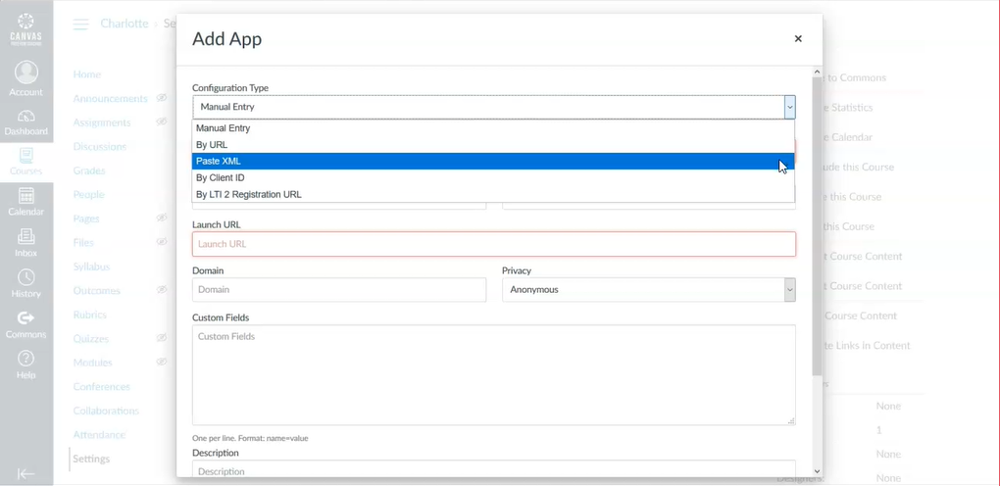 CANVAS
Account
Dashboard
Courses
Calendar
Inbox
History
Commons
Help
Charlotte › Se
Home
Announcements
Assignments
Discussions
Grades
People
Pages
Files
Syllabus
Outcomes
Rubrics
Quizzes
Modules
Conferences
Collaborations
Attendance
Settings
Add App
×
Configuration Type
Manual Entry
Manual Entry
By URL
Paste XML
By Client ID
By LTI 2 Registration URL
Launch URL
Launch URL
Domain
Privacy
Domain
Anonymous
Custom Fields
Custom Fields
One per line. Format: name=value
Description
Description
e to Commons
e Statistics
e Calendar
ude this Course
e this Course
this Course
t Course Content
t Course Content
Course Content
te Links in Content
None
1
None
Designers:
None